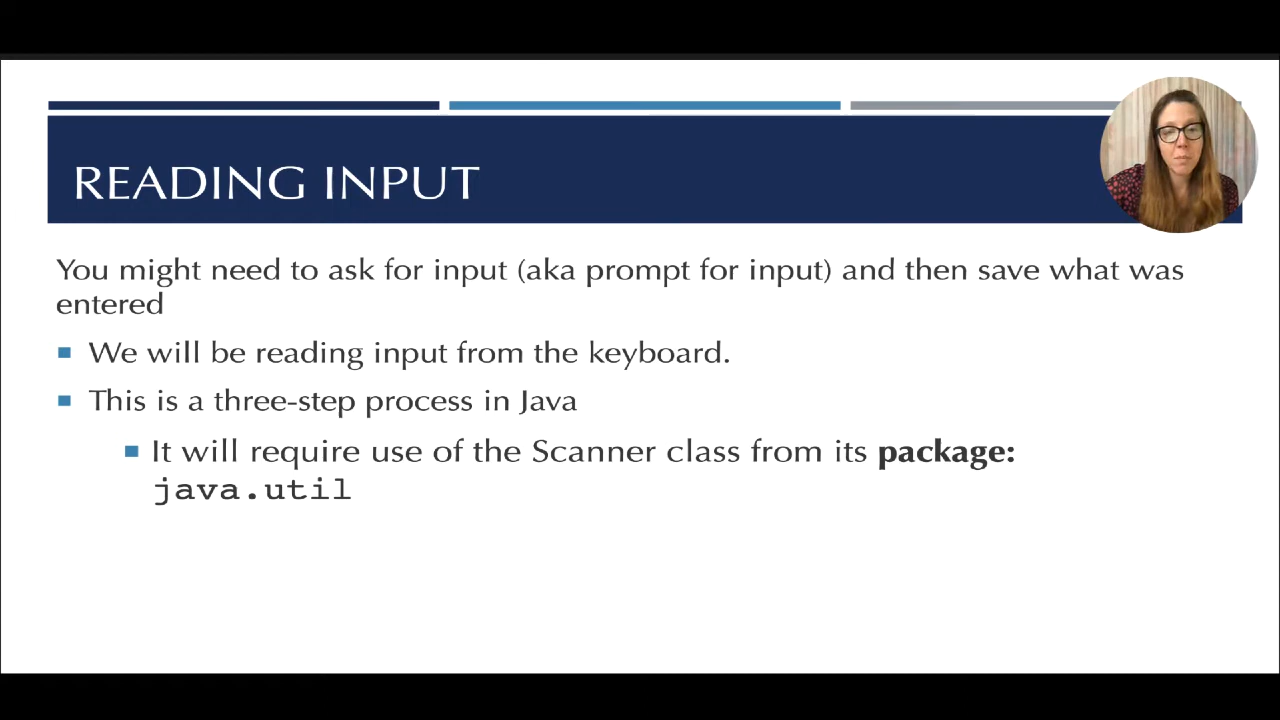 READING INPUT
You might need to ask for input (aka prompt for input) and then save what was
entered
We will be reading input from the keyboard.
This is a three-step process in Java
It will require use of the Scanner class from its package:
java.util